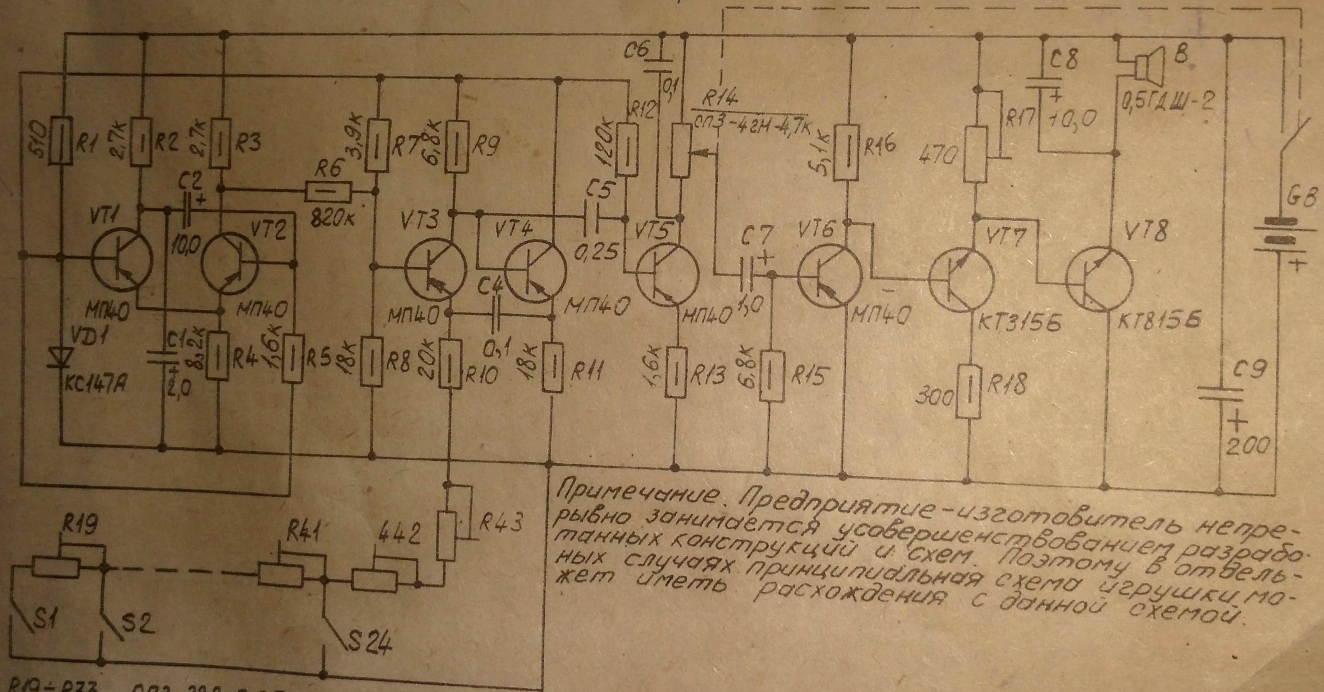 C6
0,1
R14
СП3-42М-4,7К
C8
10,0
B
0,5ГДШ-2
510
R1
2,7К
R2
2,7К
R3
3,9К
R7
6,8К
R9
R12
120К
5,1К
R16
R17
470
GB
C2
10,0
R6
820К
C5
0,25
VT1
VT2
VT3
VT4
VT5
C7
1,0
VT6
VT7
VT8
МП40
МП40
МП40
C4
0,1
МП40
МП40
МП40
КТ315Б
КТ815Б
VD1
КС147А
C1
2,0
8,2К
R4
1,6К
R5
18К
R8
20К
R10
18К
R11
1,6К
R13
6,8К
R15
300
R18
C9
200
Примечание. Предприятие-изготовитель непре-
рывно занимается усовершенствованием разрабо-
танных конструкций и схем. Поэтому в отдель-
ных случаях принципиальная схема игрушки мо-
жет иметь расхождения с данной схемой.
R19
R41
442
R43
S1
S2
S24
R19÷R33